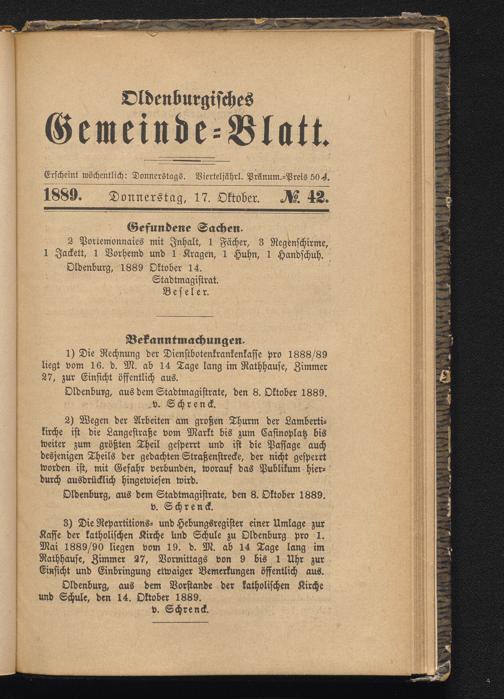 Oldenburgisches
Gemeinde-Blatt.
Erscheint wöchentlich: Donnerstags. Vierteljährl. Pränum.-Preis 50 ₰.
1889. Donnerstag, 17. Oktober. № 42.
Gefundene Sachen.
2 Portemonnaies mit Inhalt, 1 Fächer, 3 Regenschirme,
1 Jackett, 1 Vorhemd und 1 Kragen, 1 Huhn, 1 Handschuh.
Oldenburg, 1889 Oktober 14.
Stadtmagistrat.
Beseler.
Bekanntmachungen.
1) Die Rechnung der Dienstbotenkrankenkasse pro 1888/89
liegt vom 16. d. M. ab 14 Tage lang im Rathhause, Zimmer
27, zur Einsicht öffentlich aus.
Oldenburg, aus dem Stadtmagistrate, den 8. Oktober 1889.
v. Schrenck.
2) Wegen der Arbeiten am großen Thurm der Lamberti-
kirche ist die Langestraße vom Markt bis zum Casinoplatz bis
weiter zum größten Theil gesperrt und ist die Passage auch
desjenigen Theils der gedachten Straßenstrecke, der nicht gesperrt
worden ist, mit Gefahr verbunden, worauf das Publikum hier-
durch ausdrücklich hingewiesen wird.
Oldenburg, aus dem Stadtmagistrate, den 8. Oktober 1889.
v. Schrenck.
3) Die Repartitions- und Hebungsregister einer Umlage zur
Kasse der katholischen Kirche und Schule zu Oldenburg pro 1.
Mai 1889/90 liegen vom 19. d. M. ab 14 Tage lang im
Rathhause, Zimmer 27, Vormittags von 9 bis 1 Uhr zur
Einsicht und Einbringung etwaiger Bemerkungen öffentlich aus.
Oldenburg, aus dem Vorstande der katholischen Kirche
und Schule, den 14. Oktober 1889.
v. Schrenck.